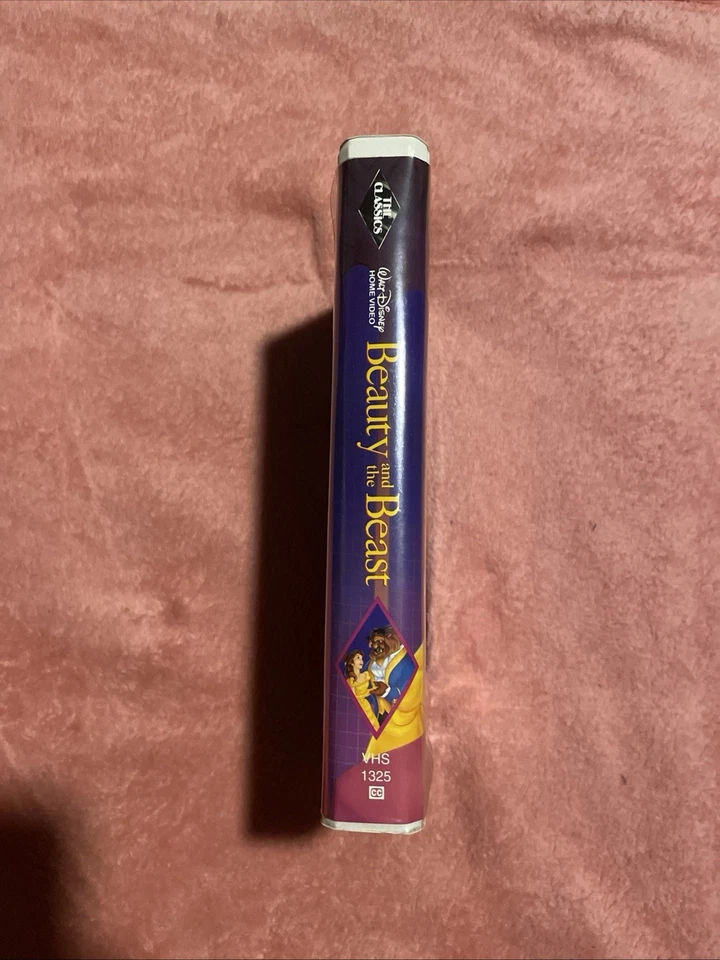 THE
CLASSICS
Walt Disney
HOME VIDEO
Beauty and the Beast
VHS
1325
CC